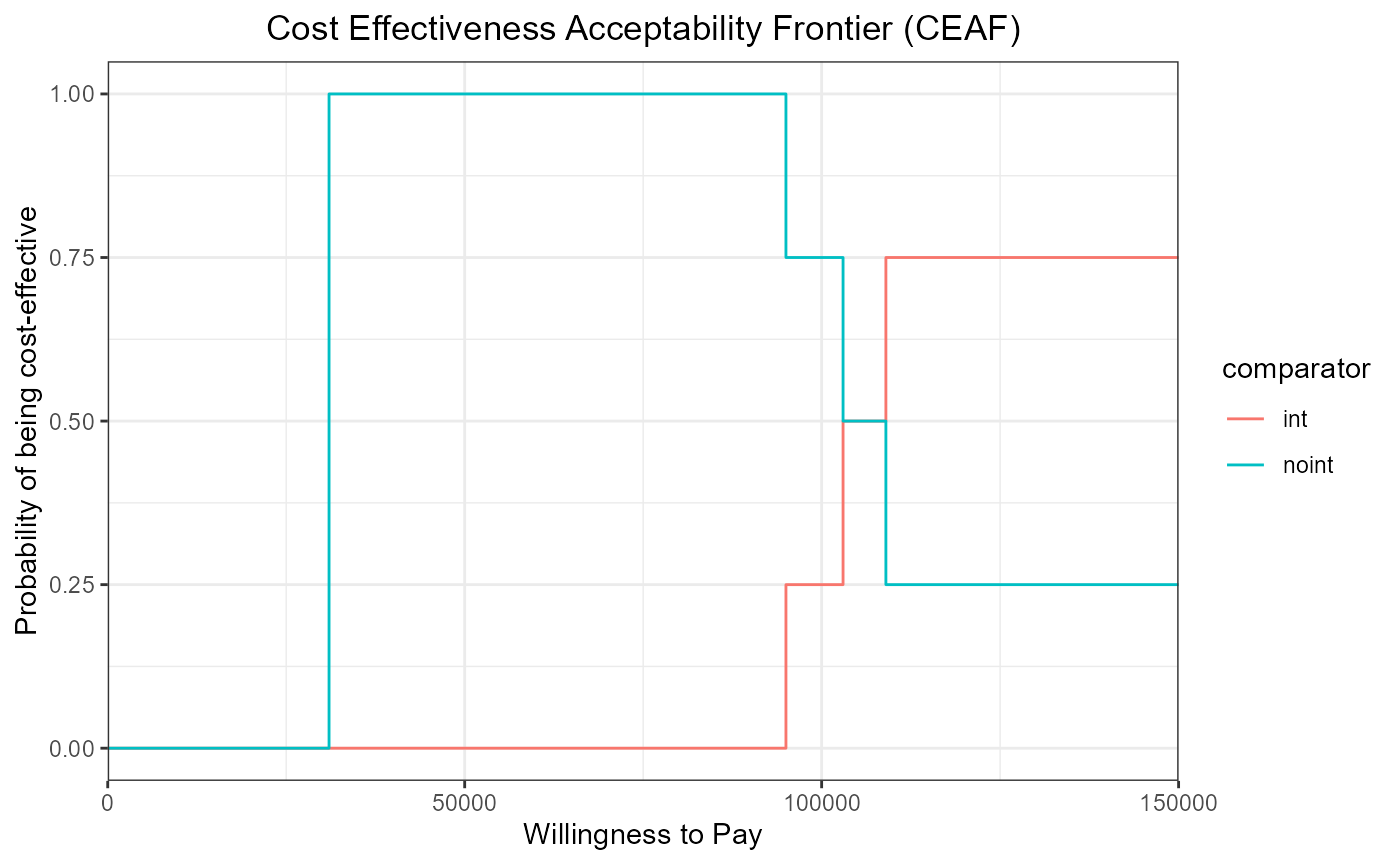 Cost Effectiveness Acceptability Frontier (CEAF)
Probability of being cost-effective
1.00
0.75
0.50
0.25
0.00
0
50000
100000
150000
Willingness to Pay
comparator
int
noint